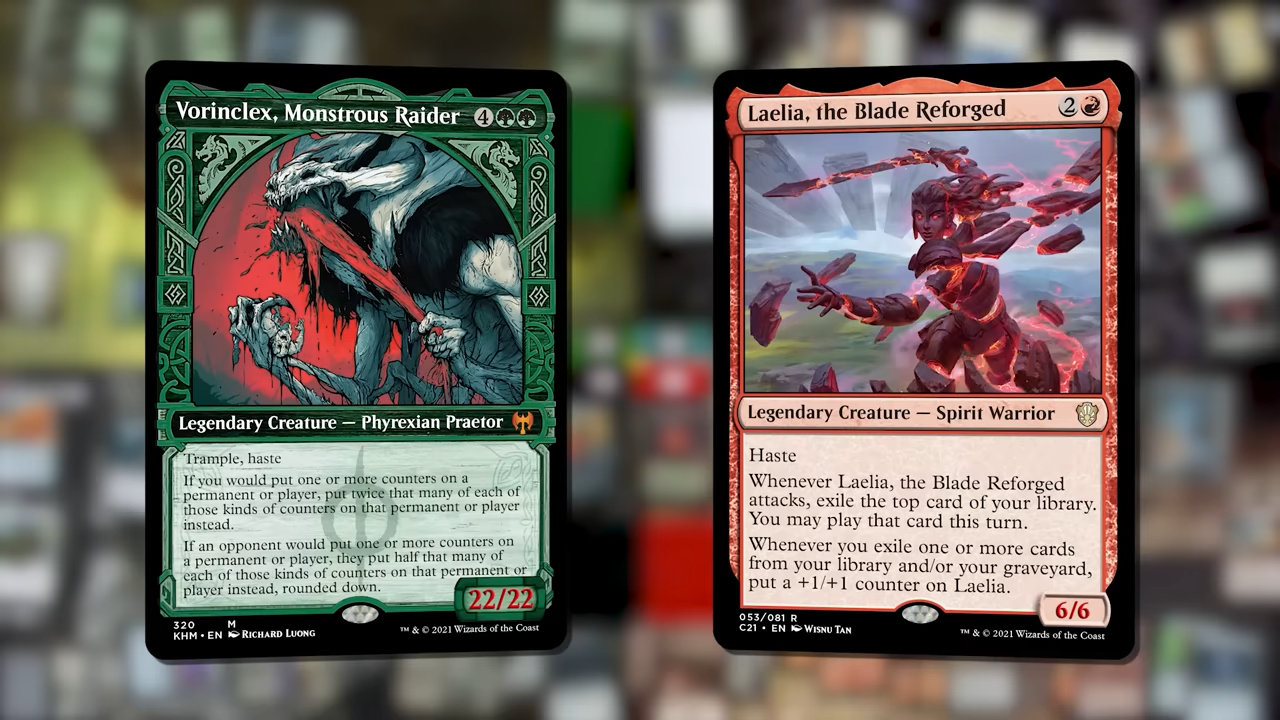 Vorinclex, Monstrous Raider 4
Legendary Creature — Phyrexian Praetor
Trample, haste
If you would put one or more counters on a
permanent or player, put twice that many of each of
those kinds of counters on that permanent or player
instead.
If an opponent would put one or more counters on
a permanent or player, they put half that many of
each of those kinds of counters on that permanent or
player instead, rounded down.
22/22
320 M
KHM • EN Richard Luong
™ & © 2021 Wizards of the Coast
Laelia, the Blade Reforged 2
Legendary Creature — Spirit Warrior
Haste
Whenever Laelia, the Blade Reforged
attacks, exile the top card of your library.
You may play that card this turn.
Whenever you exile one or more cards
from your library and/or your graveyard,
put a +1/+1 counter on Laelia.
6/6
053/081 R
C21 • EN Wisnu Tan
™ & © 2021 Wizards of the Coast